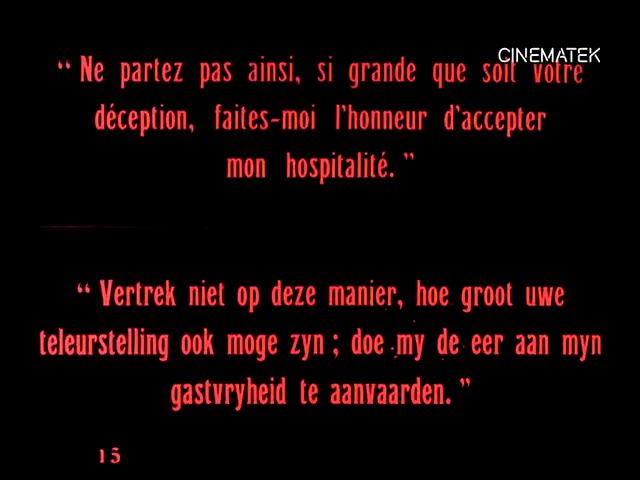 CINEMATEK
“ Ne partez pas ainsi, si grande que soit votre
déception, faites-moi l'honneur d'accepter
mon hospitalité. ”
“ Vertrek niet op deze manier, hoe groot uwe
teleurstelling ook moge zyn ; doe my de eer aan myn
gastvryheid te aanvaarden. ”
15